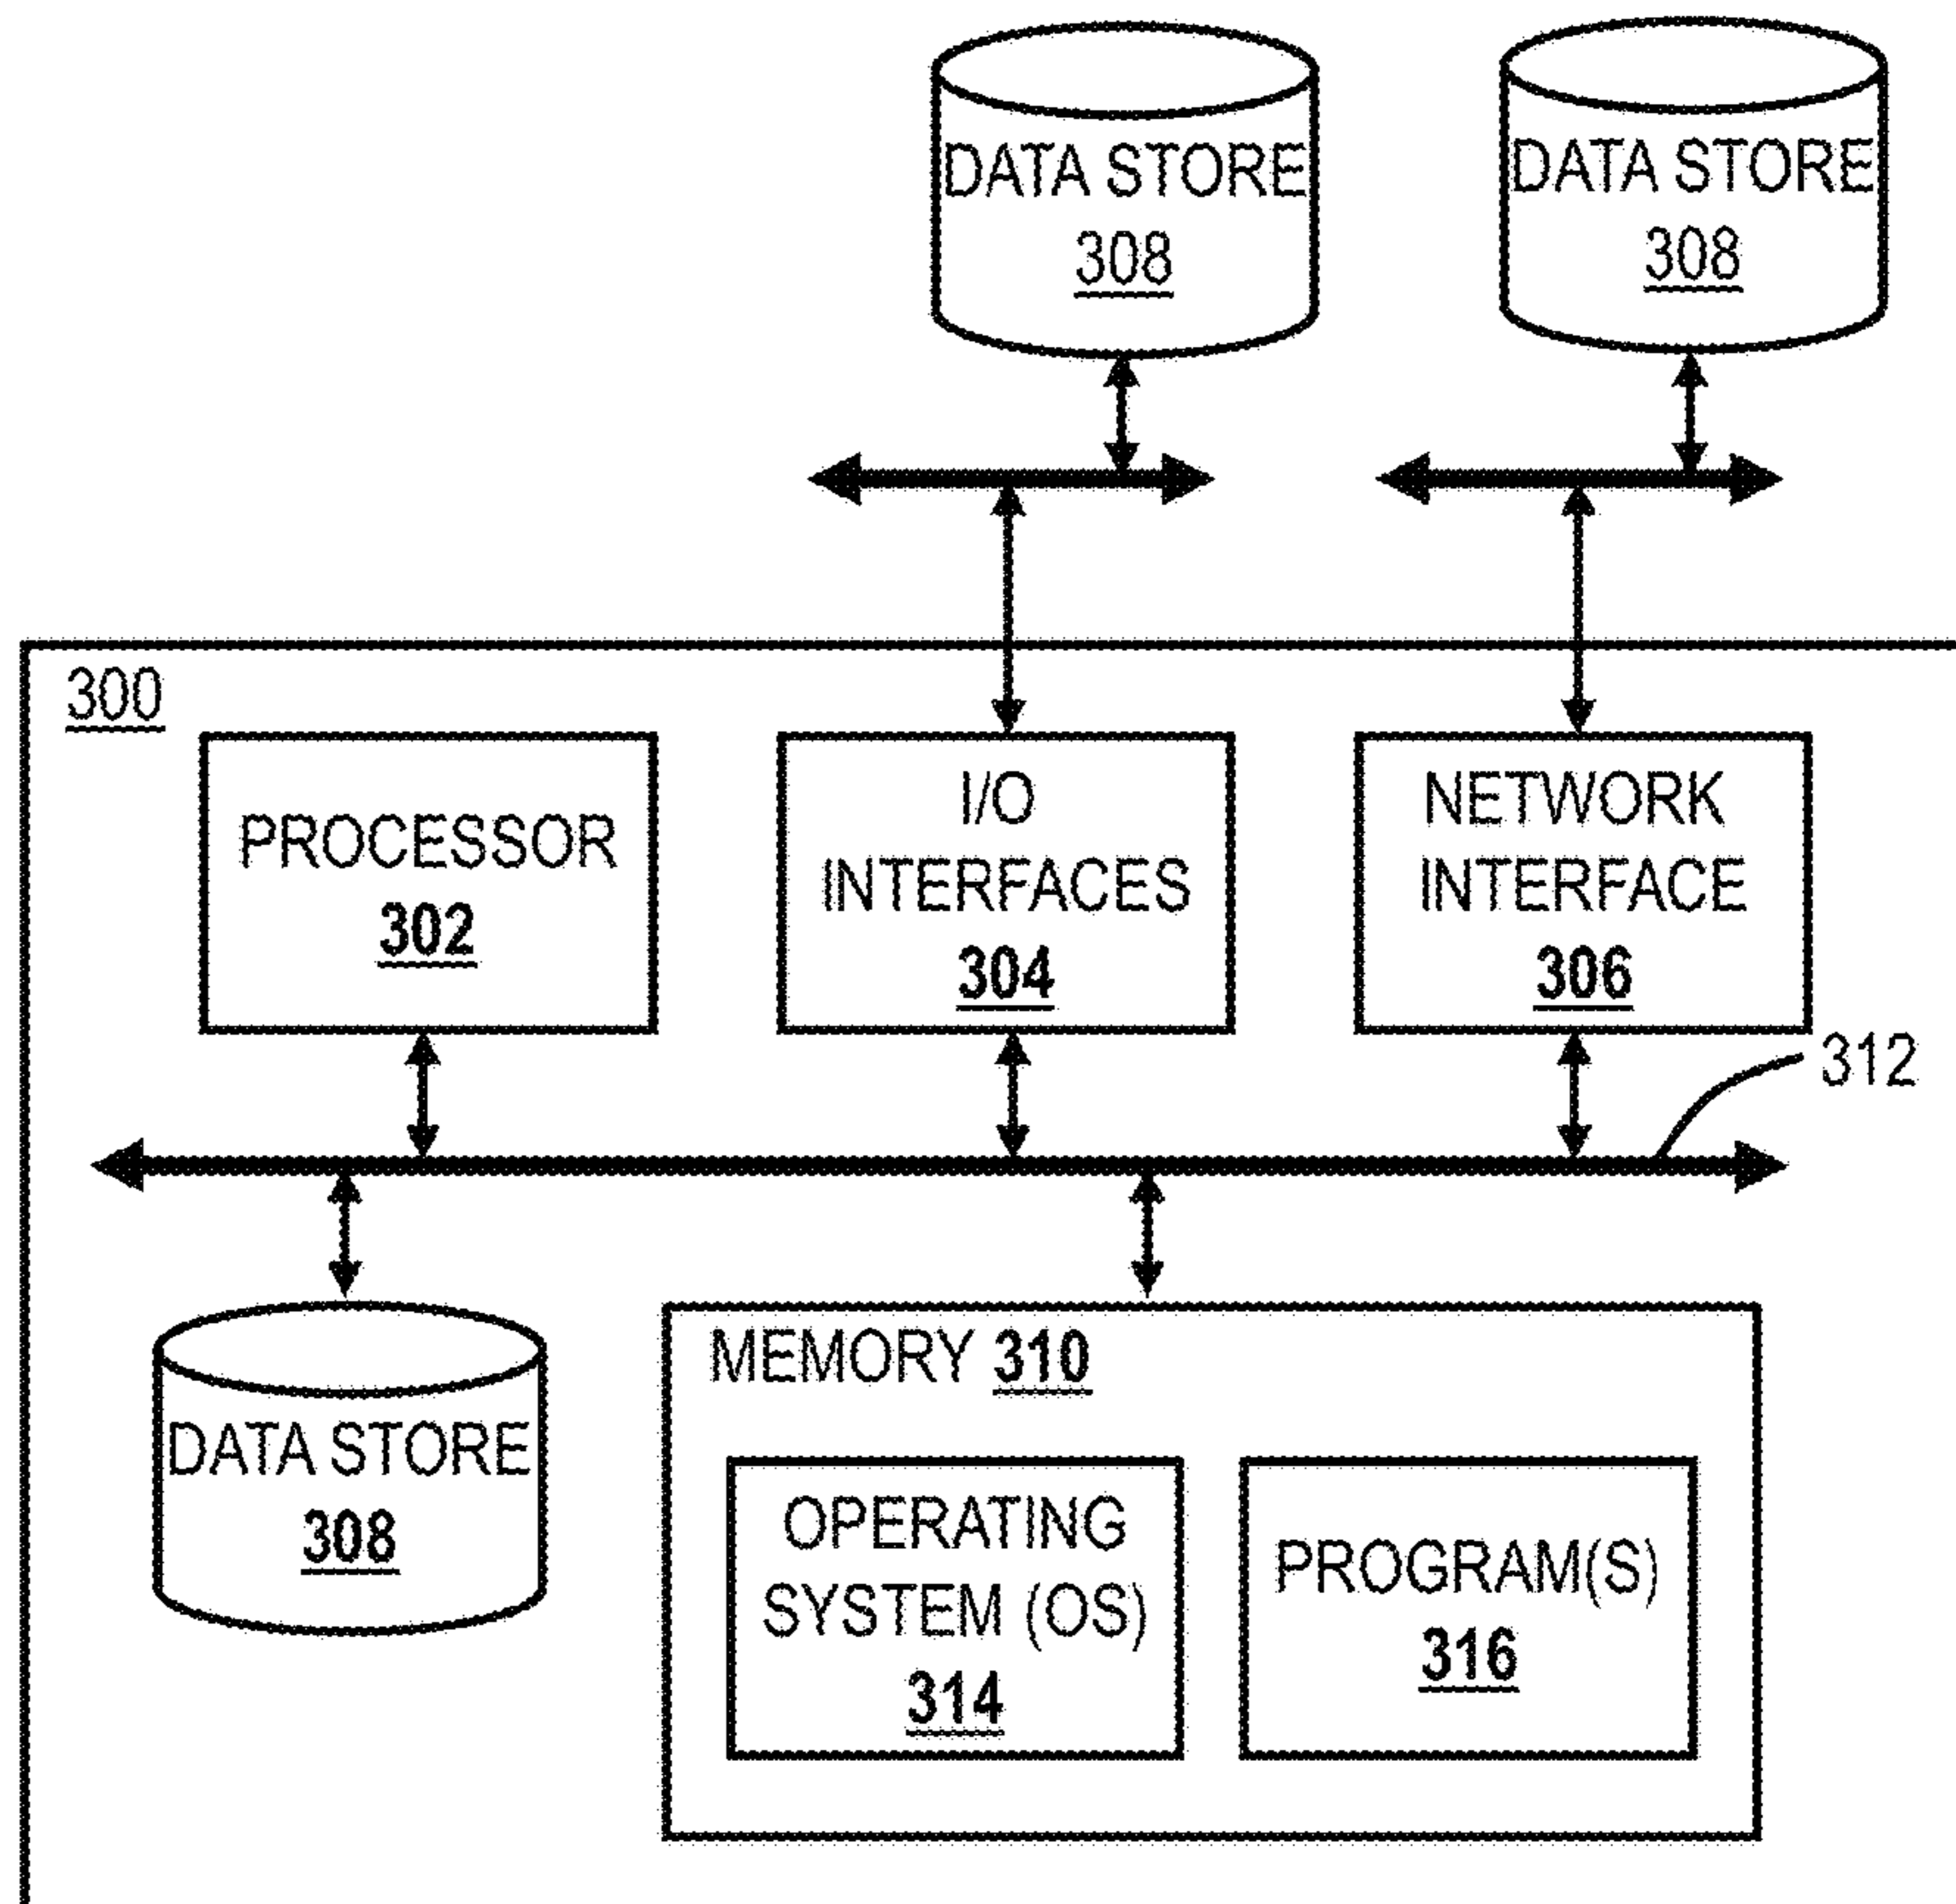 DATA STORE
308
DATA STORE
308
300
PROCESSOR
302
I/O
INTERFACES
304
NETWORK
INTERFACE
306
312
DATA STORE
308
MEMORY 310
OPERATING
SYSTEM (OS)
314
PROGRAM(S)
316